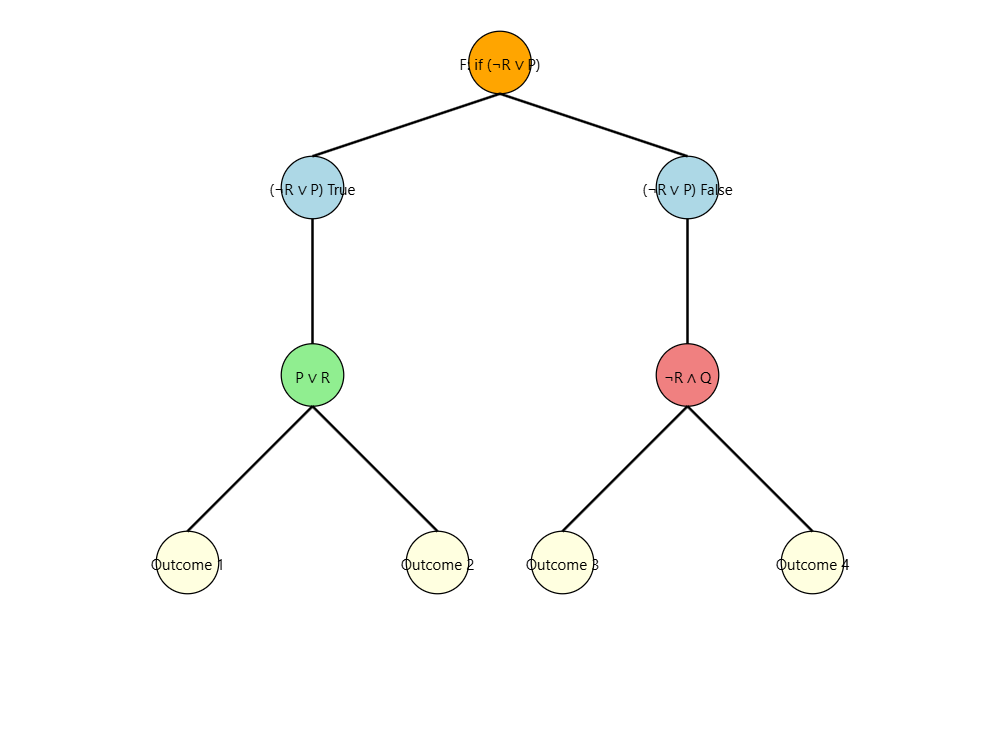 F: if (¬R ∨ P)
(¬R ∨ P) True
(¬R ∨ P) False
P ∨ R
¬R ∧ Q
Outcome 1
Outcome 2
Outcome 3
Outcome 4